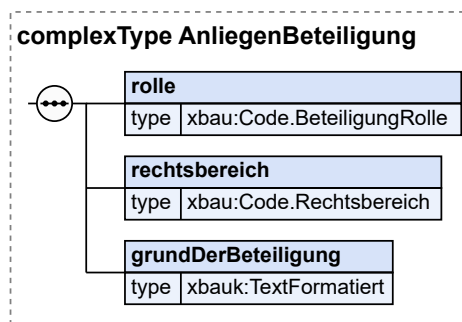 complexType AnliegenBeteiligung
rolle
type xbau:Code.BeteiligungRolle
rechtsbereich
type xbau:Code.Rechtsbereich
grundDerBeteiligung
type xbauk:TextFormatiert